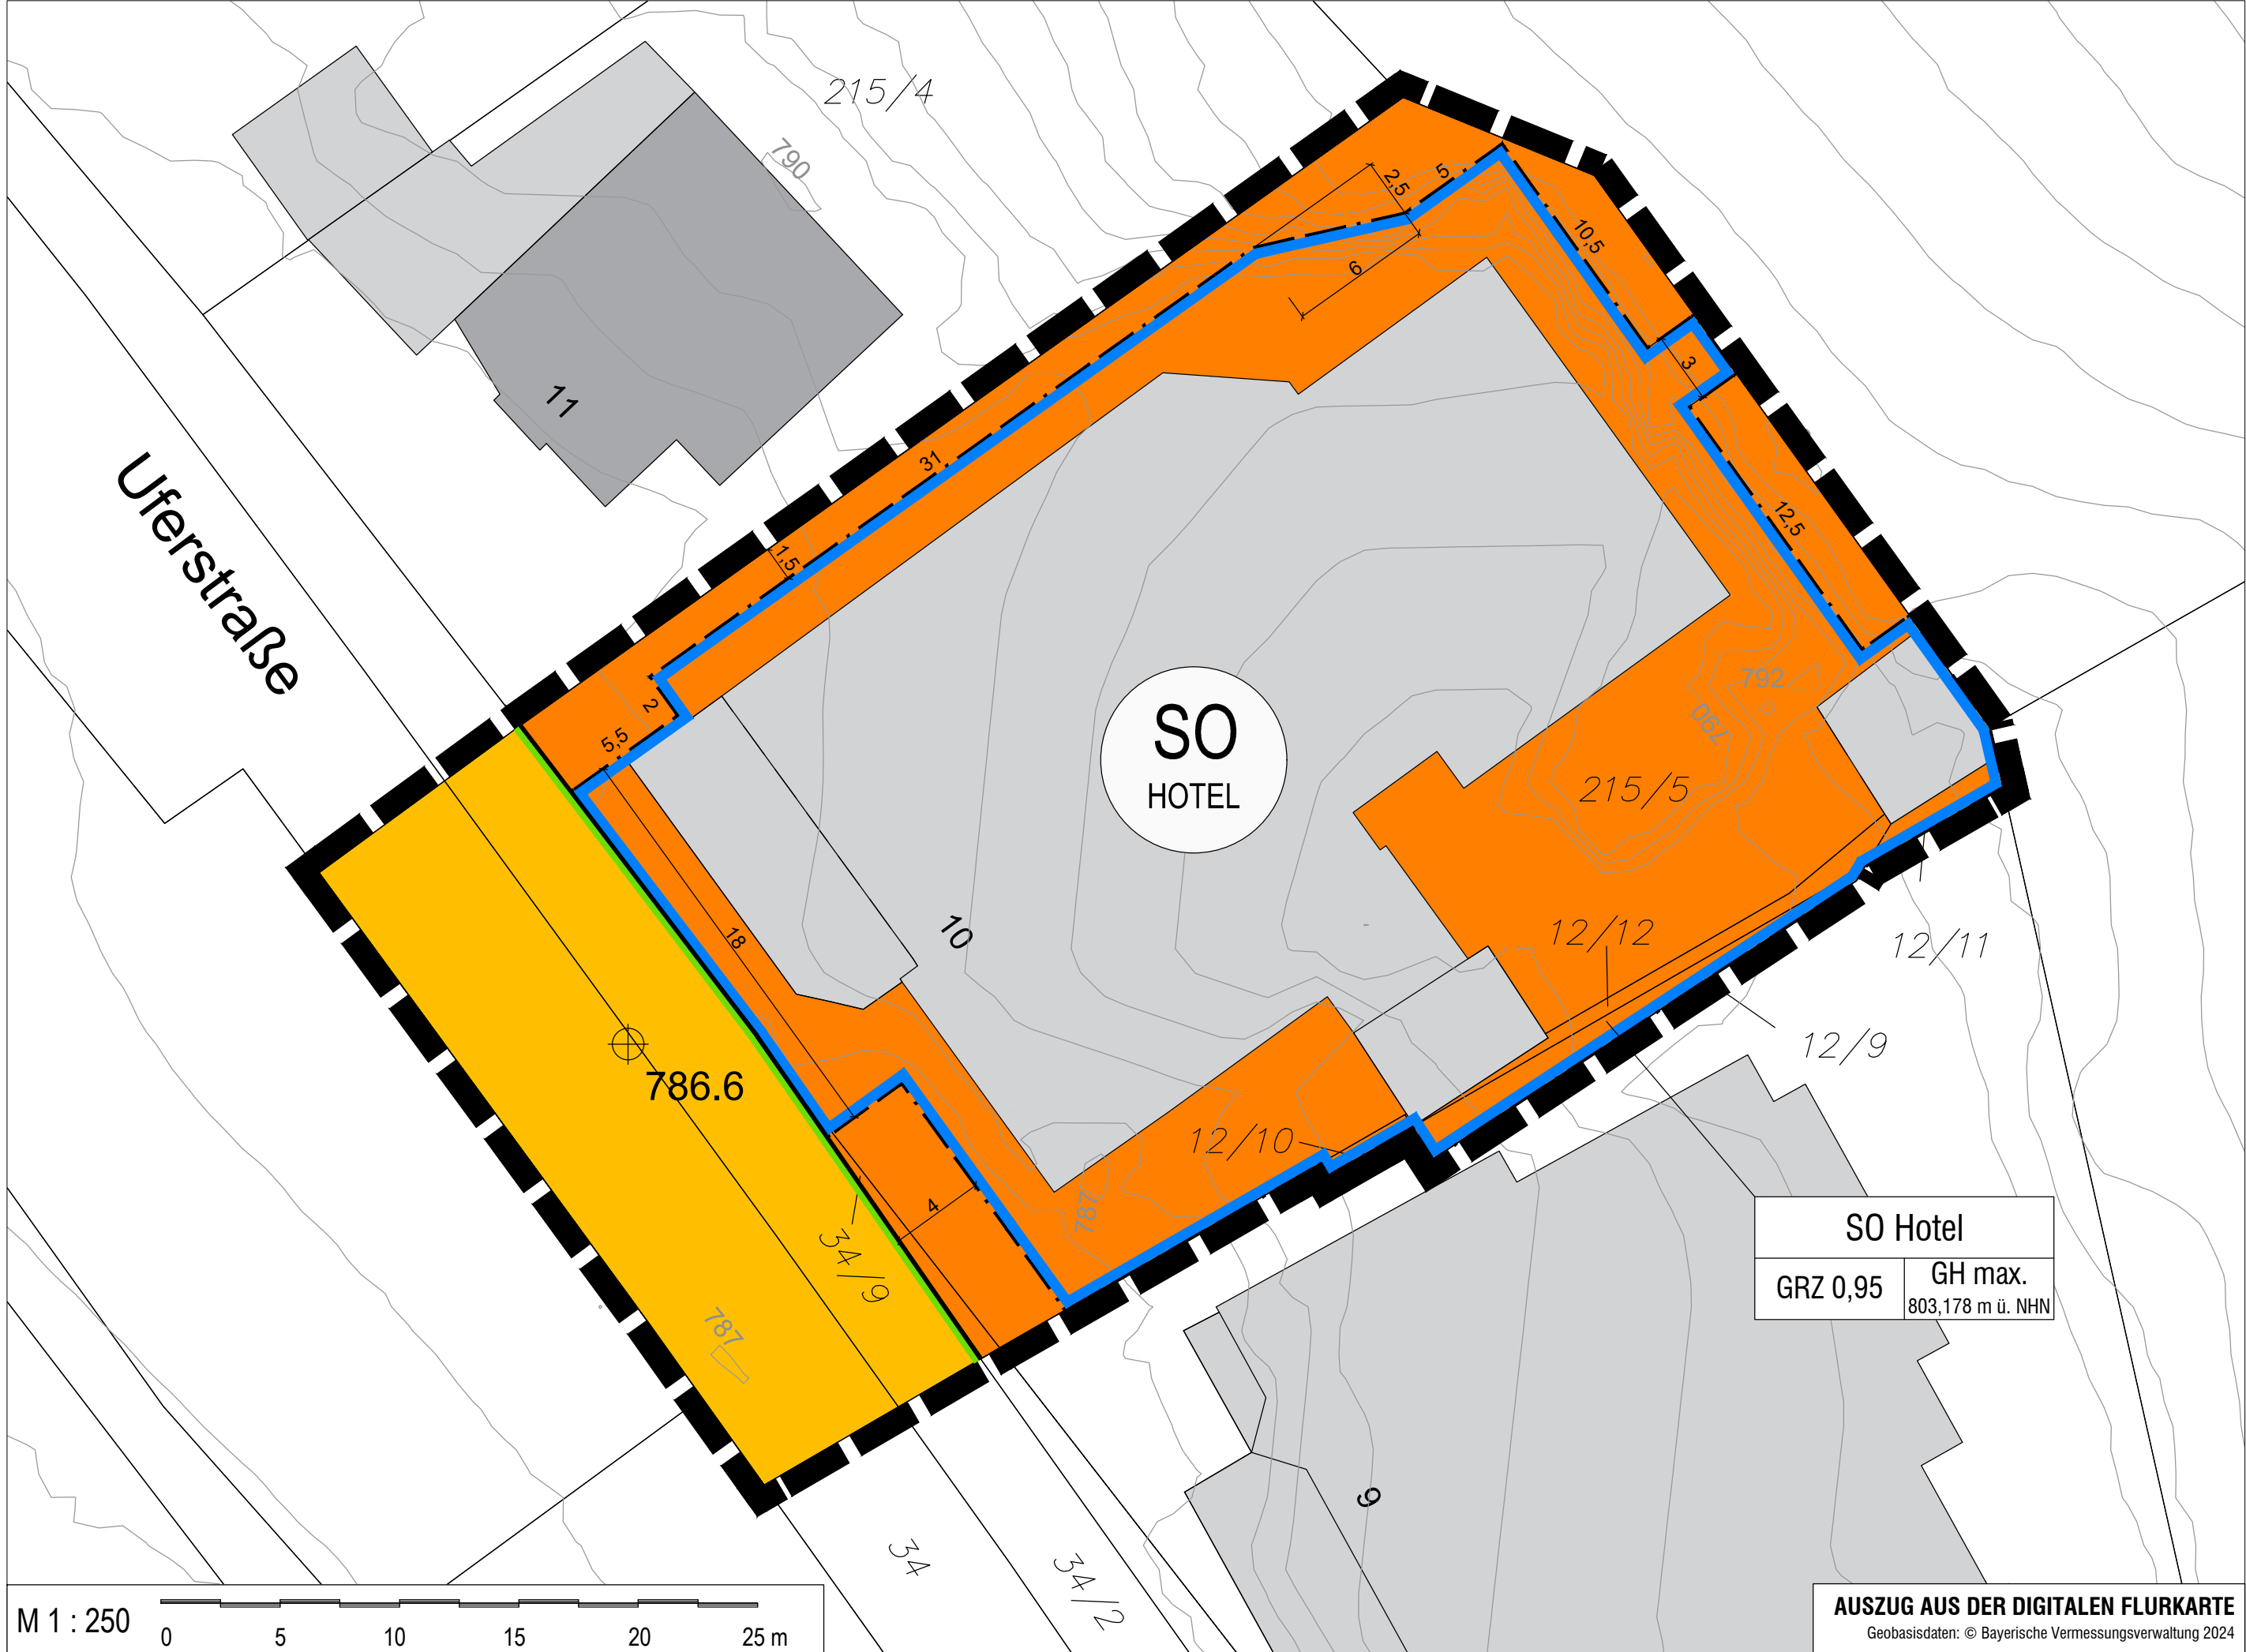 215/4
790
11
Uferstraße
2,5
5
10,5
6
3
31
12,5
1,5
2
5,5
SO
HOTEL
792
790
215/5
10
18
12/12
12/11
12/9
786.6
12/10
4
787
34/9
787
SO Hotel
GRZ 0,95
GH max.
803,178 m ü. NHN
9
34
34/2
M 1 : 250
0 5 10 15 20 25 m
AUSZUG AUS DER DIGITALEN FLURKARTE
Geobasisdaten: © Bayerische Vermessungsverwaltung 2024